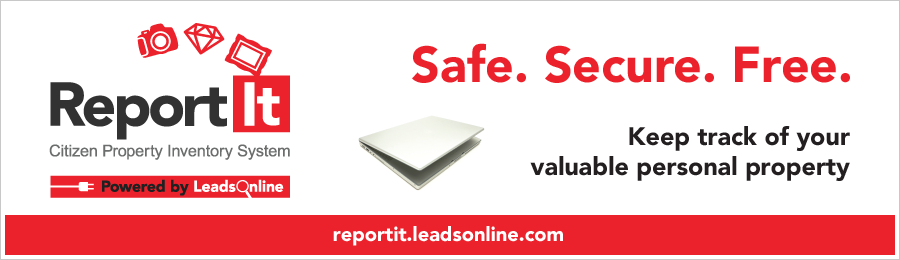 Report It
Citizen Property Inventory System
Powered by LeadsOnline
Safe. Secure. Free.
Keep track of your
valuable personal property
reportit.leadsonline.com